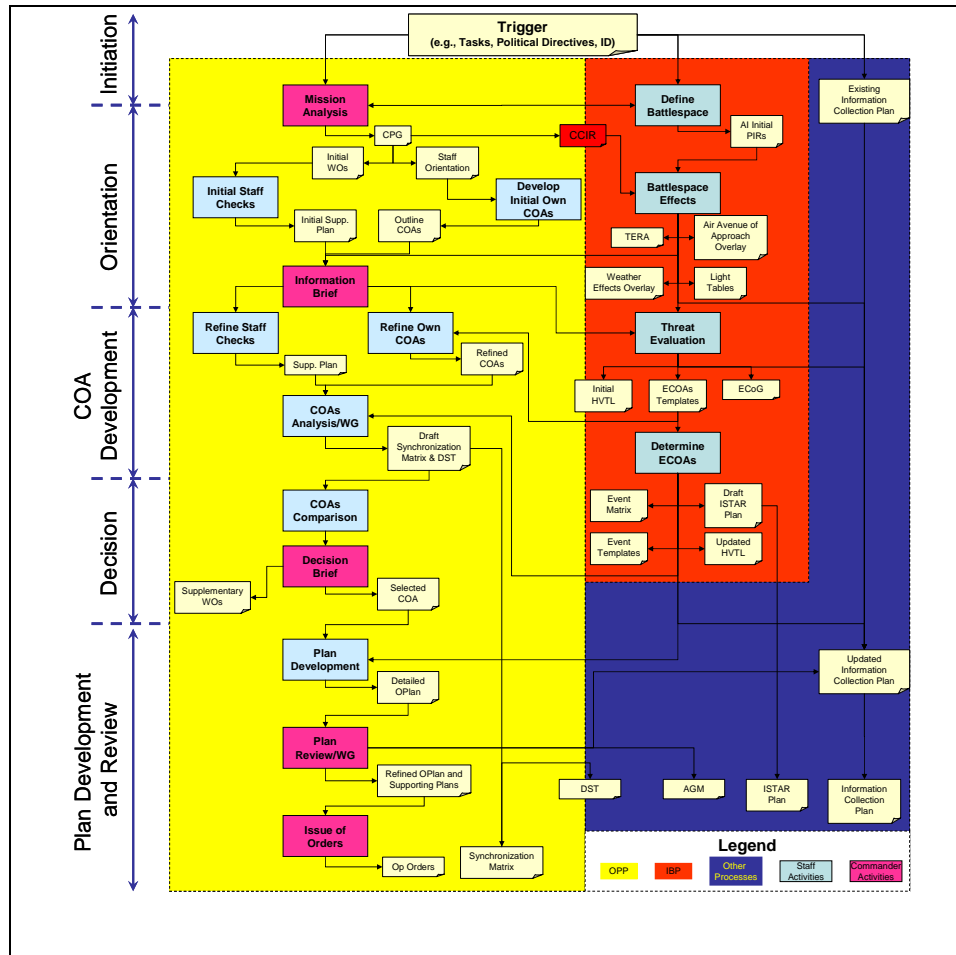 Trigger
(e.g., Tasks, Political Directives, ID)
Initiation
Mission
Analysis
Define
Battlespace
Existing
Information
Collection Plan
CPG
CCIR
AI Initial
PIRs
Orientation
Initial
WOs
Staff
Orientation
Initial Staff
Checks
Develop
Initial Own
COAs
Battlespace
Effects
Initial Supp.
Plan
Outline
COAs
TERA
Air Avenue of
Approach
Overlay
Information
Brief
Weather
Effects Overlay
Light
Tables
COA
Development
Refine Staff
Checks
Refine Own
COAs
Threat
Evaluation
Supp. Plan
Refined
COAs
Initial
HVTL
ECOAs
Templates
ECoG
COAs
Analysis/WG
Draft
Synchronization
Matrix & DST
Determine
ECOAs
Decision
COAs
Comparison
Event
Matrix
Draft
ISTAR
Plan
Decision
Brief
Event
Templates
Updated
HVTL
Supplementary
WOs
Selected
COA
Plan Development
and Review
Plan
Development
Updated
Information
Collection Plan
Detailed
OPlan
Plan
Review/WG
Refined OPlan and
Supporting Plans
DST
AGM
ISTAR
Plan
Information
Collection
Plan
Issue of
Orders
Op Orders
Synchronization
Matrix
Legend
OPP
IBP
Other
Processes
Staff
Activities
Commander
Activities